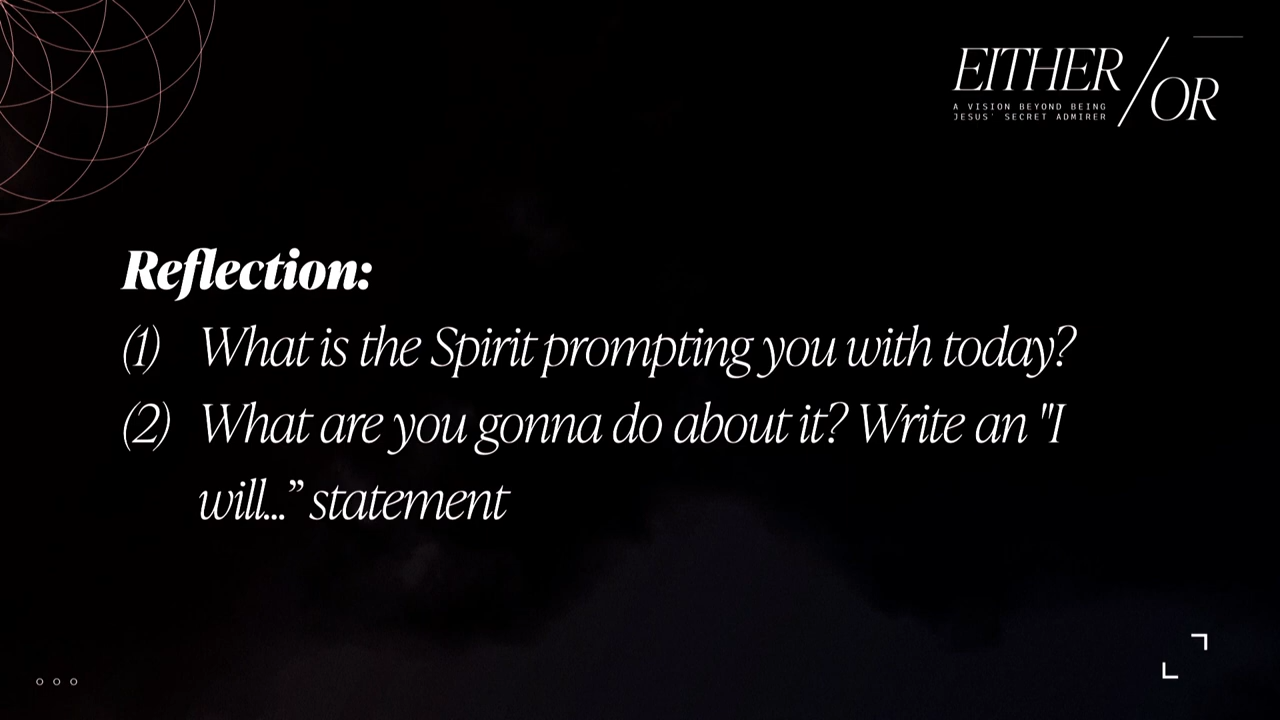 EITHER/OR
A VISION BEYOND BEING
JESUS' SECRET ADMIRER
Reflection:
(1) What is the Spirit prompting you with today?
(2) What are you gonna do about it? Write an "I
will...” statement